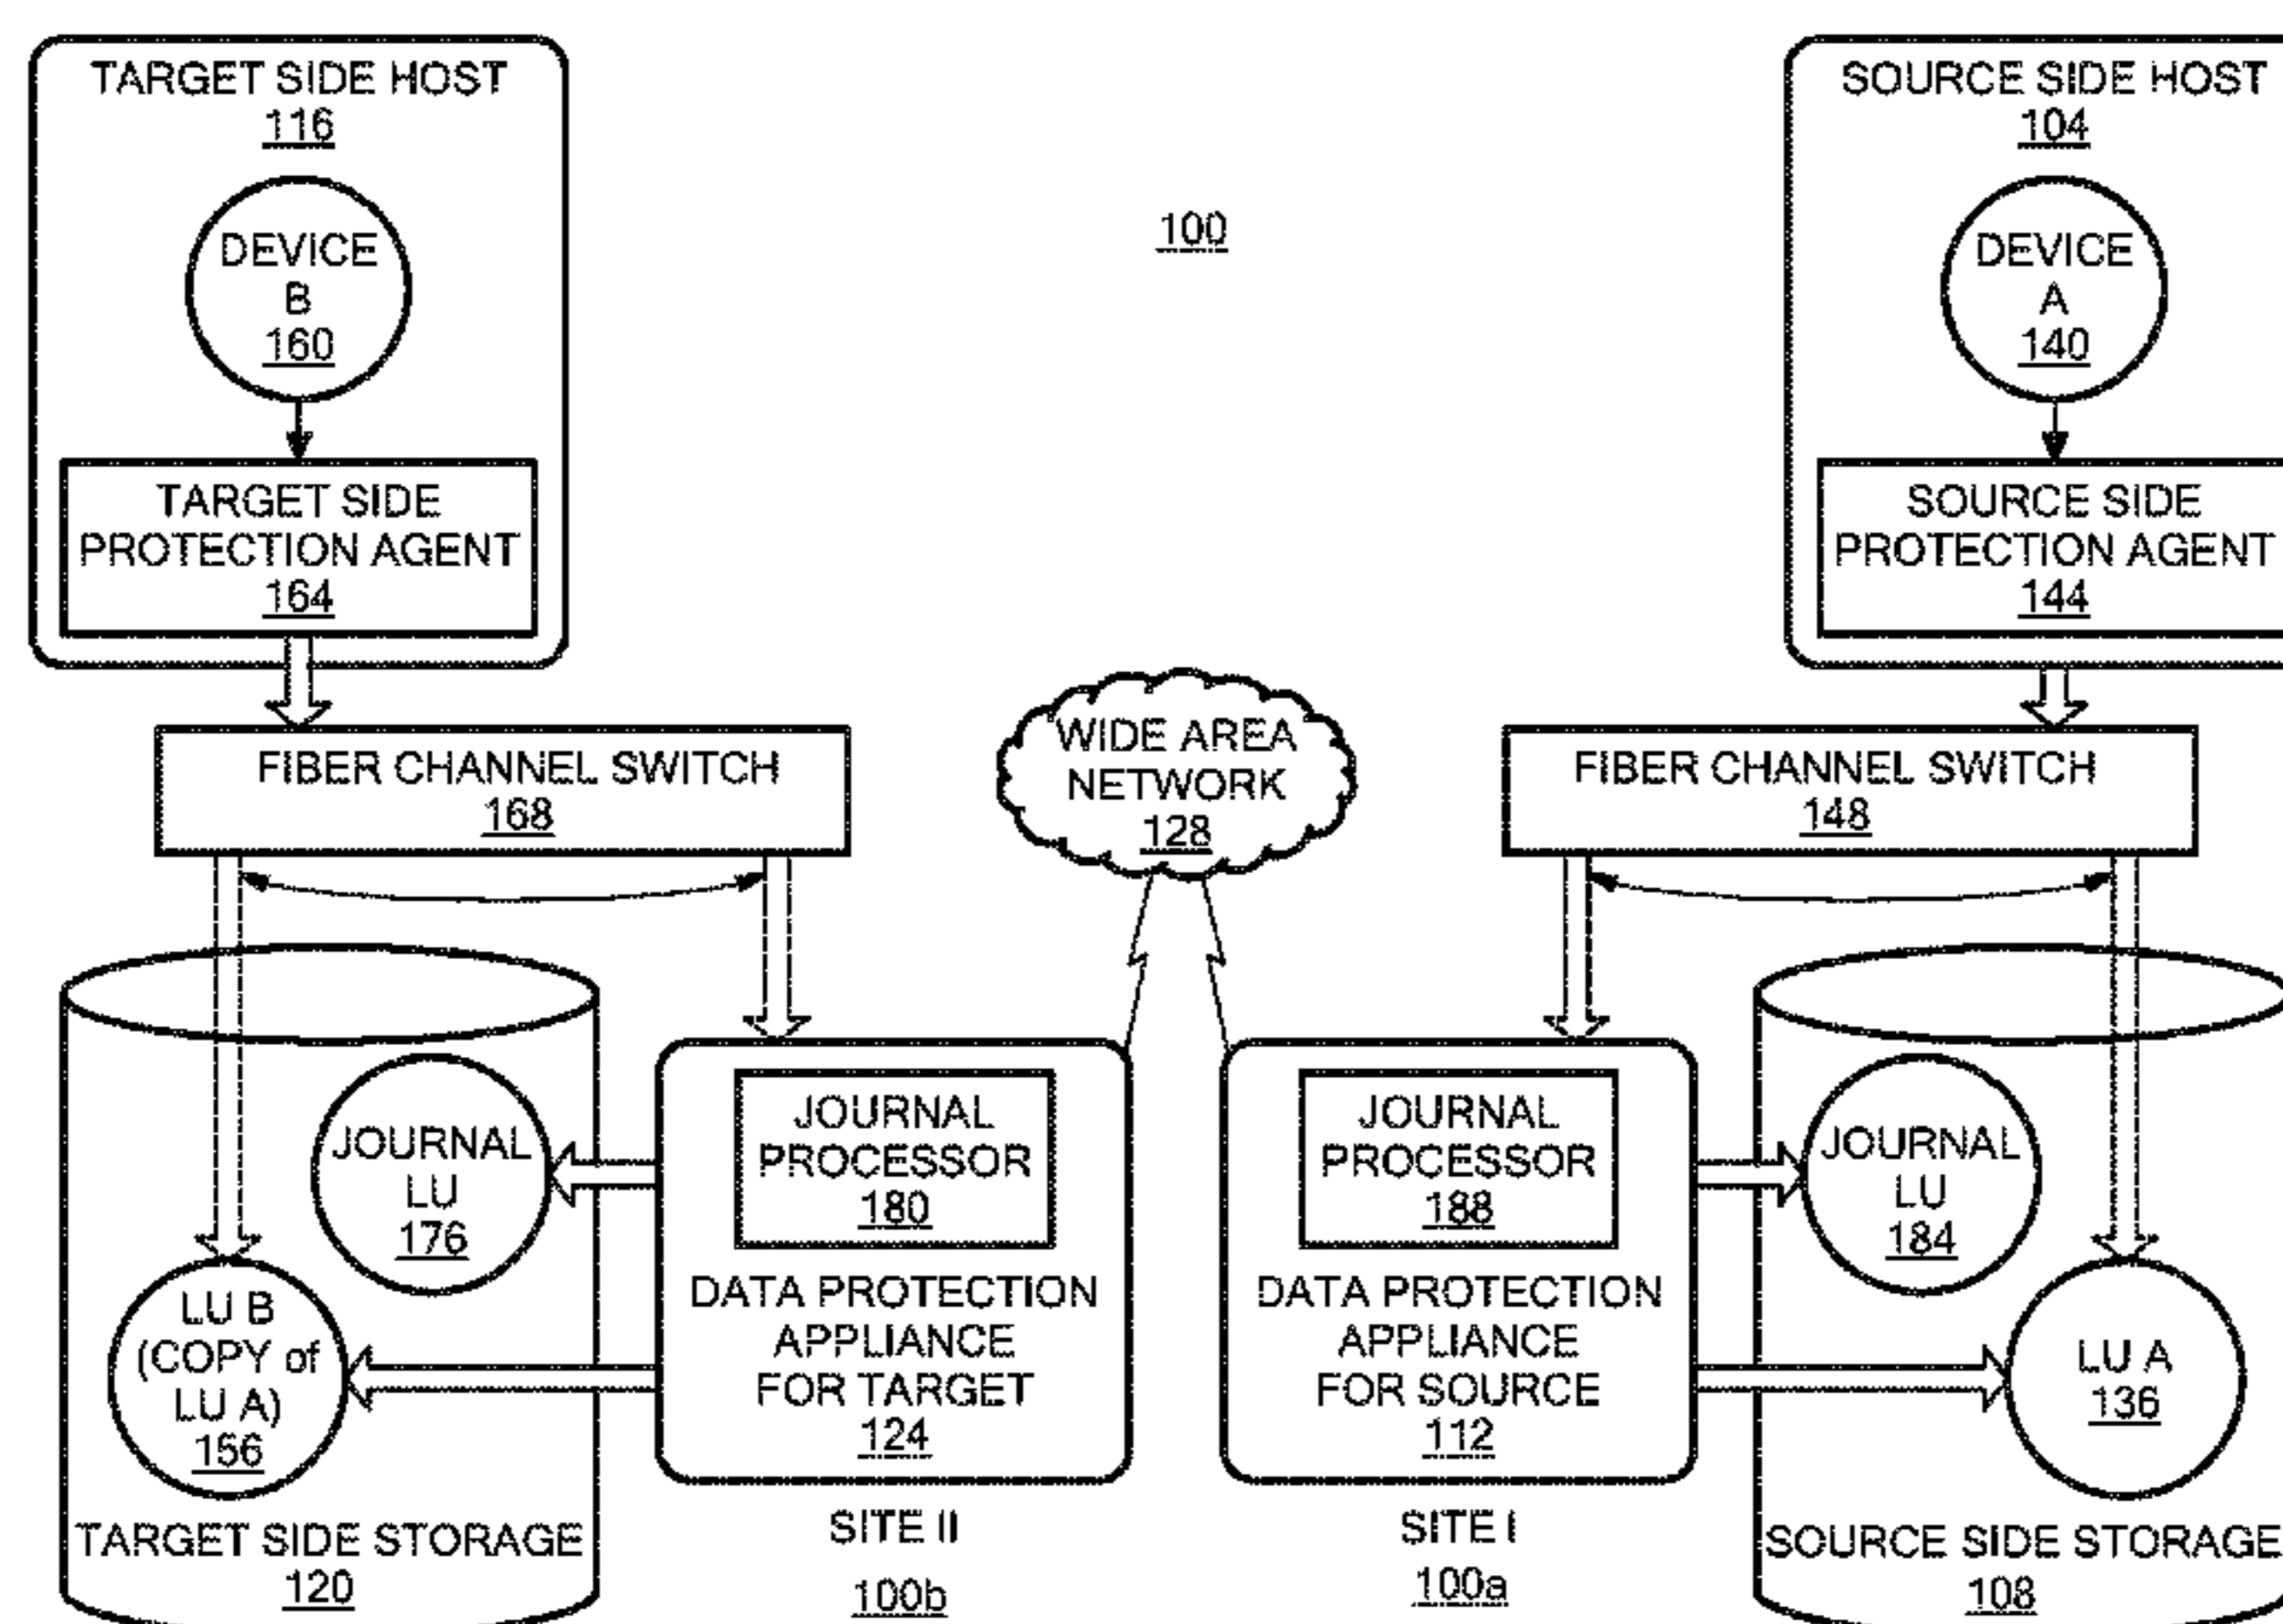 TARGET SIDE HOST
116
DEVICE
B
160
TARGET SIDE
PROTECTION AGENT
164
100
SOURCE SIDE HOST
104
DEVICE
A
140
SOURCE SIDE
PROTECTION AGENT
144
FIBER CHANNEL SWITCH
168
WIDE AREA
NETWORK
128
FIBER CHANNEL SWITCH
148
JOURNAL
LU
176
LU B
(COPY of
LU A)
156
TARGET SIDE STORAGE
120
JOURNAL
PROCESSOR
180
DATA PROTECTION
APPLIANCE
FOR TARGET
124
SITE II
100b
JOURNAL
PROCESSOR
188
DATA PROTECTION
APPLIANCE
FOR SOURCE
112
SITE I
100a
JOURNAL
LU
184
LU A
136
SOURCE SIDE STORAGE
108